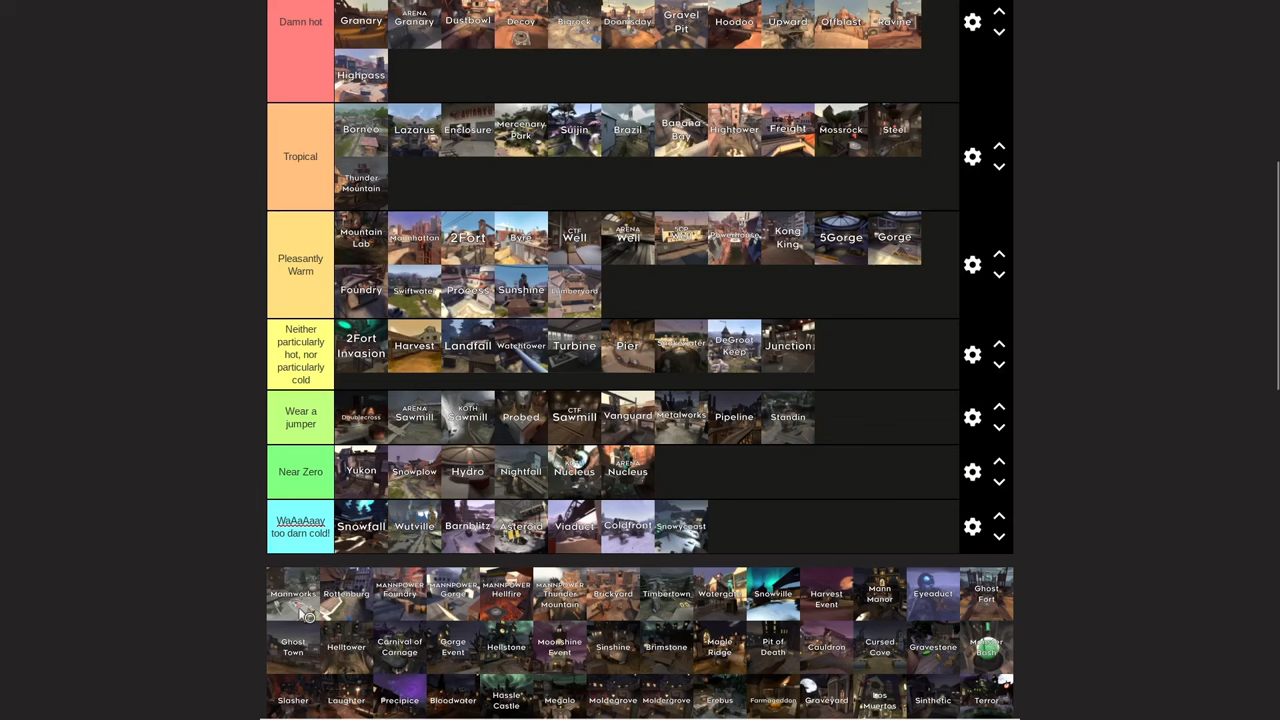 Damn hot
Granary
ARENA
Granary
Dustbowl
Decoy
Bigrock
Doomsday
Gravel
Pit
Hoodoo
Upward
Offblast
Ravine
Highpass
Tropical
Borneo
Lazarus
Enclosure
Mercenary
Park
Suijin
Brazil
Banana
Bay
Hightower
Freight
Mossrock
Steel
Thunder
Mountain
Pleasantly
Warm
Mountain
Lab
Mannhattan
2Fort
Byre
CTF
Well
ARENA
Well
5CP
Powerhouse
Kong
King
5Gorge
Gorge
Foundry
Swiftwater
Process
Sunshine
Lumberyard
Neither
particularly
hot, nor
particularly
cold
2Fort
Invasion
Harvest
Landfall
Watchtower
Turbine
Pier
Snakewater
DeGroot
Keep
Junction
Wear a
jumper
Doublecross
ARENA
Sawmill
KOTH
Sawmill
Probed
CTF
Sawmill
Vanguard
Metalworks
Pipeline
Standin
Near Zero
Yukon
Snowplow
Hydro
Nightfall
KOTH
Nucleus
ARENA
Nucleus
WaAaAaay
too darn cold!
Snowfall
Wutville
Barnblitz
Asteroid
Viaduct
Coldfront
Snowycoast
Mannworks
Rottenburg
MANNPOWER
Foundry
MANNPOWER
Gorge
MANNPOWER
Hellfire
MANNPOWER
Thunder
Mountain
Brickyard
Timbertown
Watergate
Snowville
Harvest
Event
Mann
Manor
Eyeaduct
Ghost
Fort
Ghost
Town
Helltower
Carnival of
Carnage
Gorge
Event
Hellstone
Moonshine
Event
Sinshine
Brimstone
Maple
Ridge
Pit of
Death
Cauldron
Cursed
Cove
Gravestone
Bash
Slasher
Laughter
Precipice
Bloodwater
Hassle
Castle
Megalo
Moldergrove
Erebus
Farmageddon
Graveyard
Los
Muertos
Sinthetic
Terror